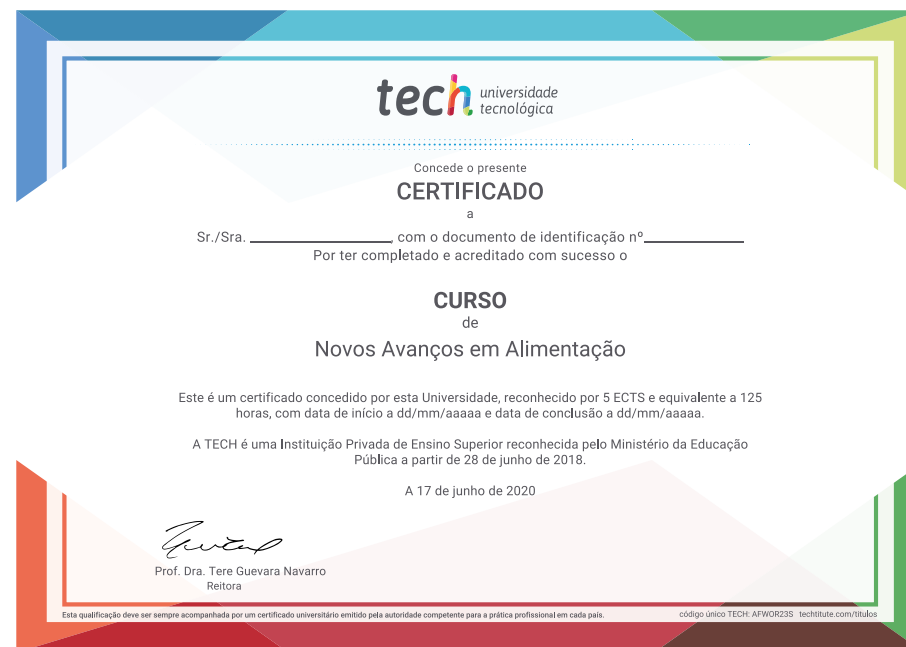 tech universidade
tecnológica
Concede o presente
CERTIFICADO
a
Sr./Sra. ________________, com o documento de identificação nº____________
Por ter completado e acreditado com sucesso o
CURSO
de
Novos Avanços em Alimentação
Este é um certificado concedido por esta Universidade, reconhecido por 5 ECTS e equivalente a 125
horas, com data de início a dd/mm/aaaaa e data de conclusão a dd/mm/aaaaa.
A TECH é uma Instituição Privada de Ensino Superior reconhecida pelo Ministério da Educação
Pública a partir de 28 de junho de 2018.
A 17 de junho de 2020
Prof. Dra. Tere Guevara Navarro
Reitora
Esta qualificação deve ser sempre acompanhada por um certificado universitário emitido pela autoridade competente para a prática profissional em cada país.
código único TECH: AFWOR23S techtitute.com/titulos